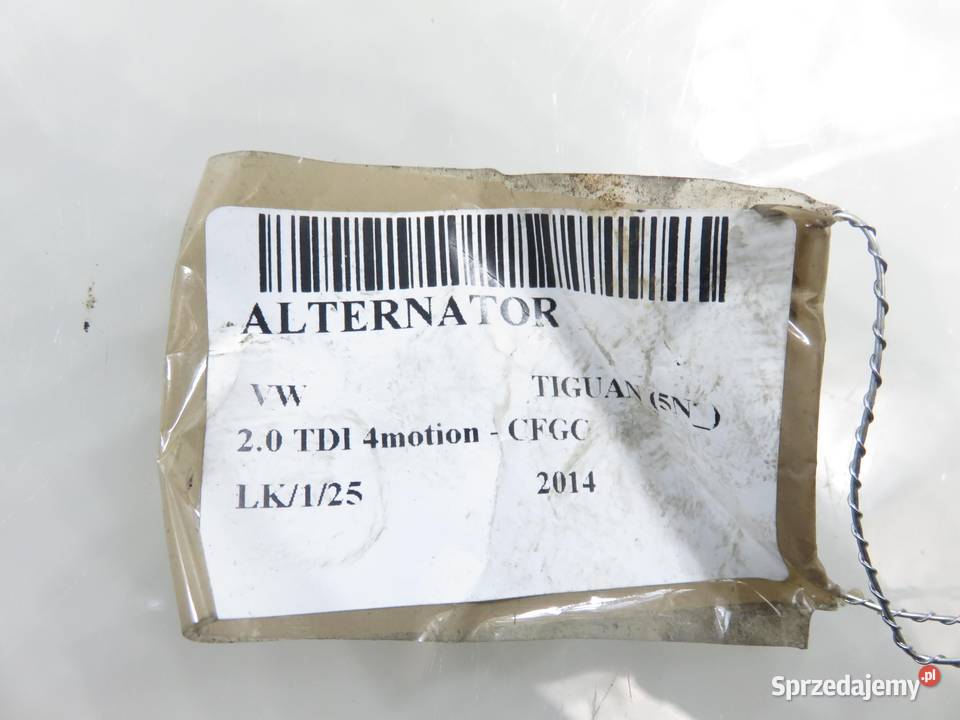 ALTERNATOR
VW TIGUAN (5N_)
2.0 TDI 4motion - CFGC
LK/1/25 2014
Sprzedajemy.pl